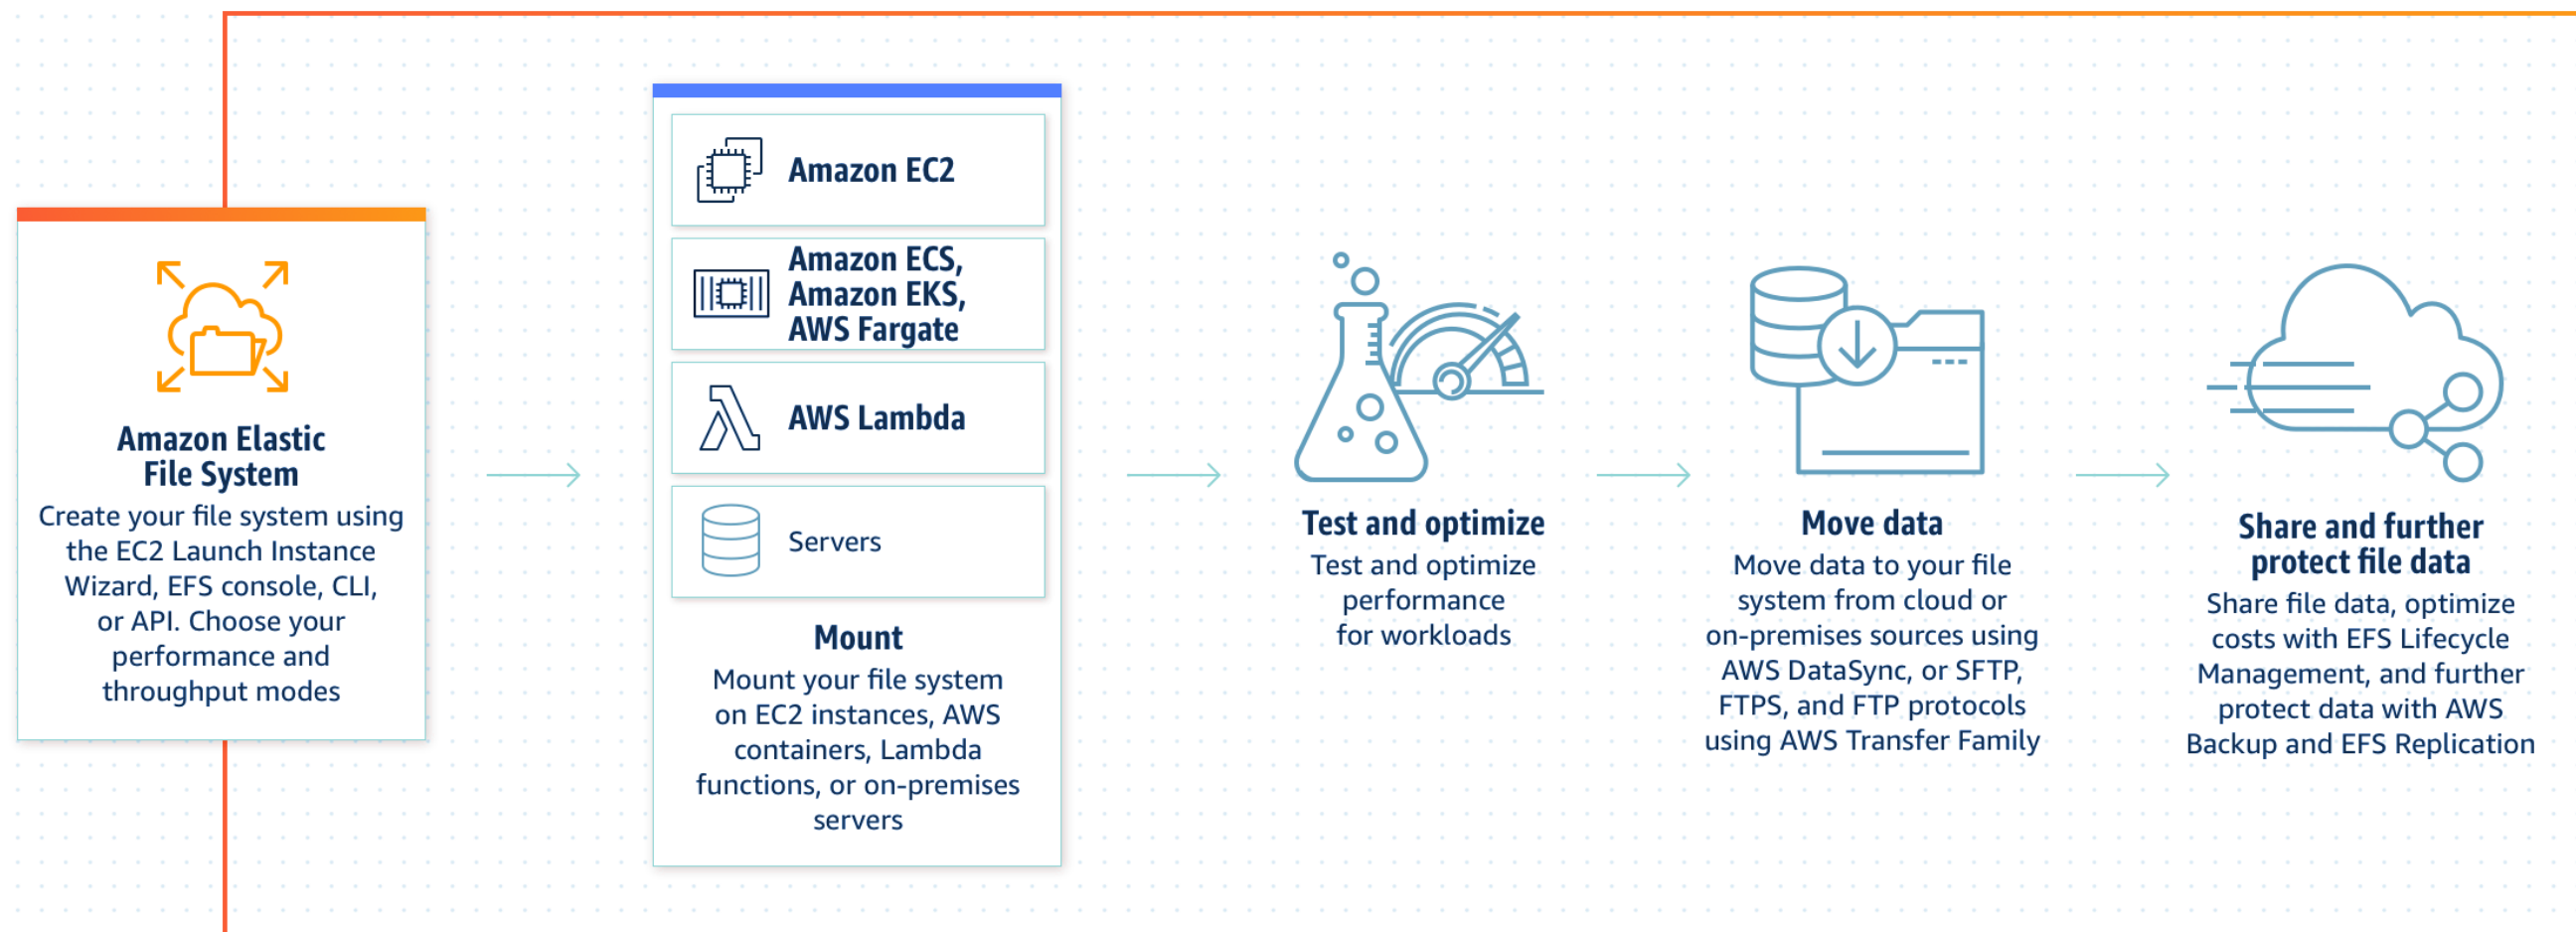 Amazon Elastic
File System
Create your file system using
the EC2 Launch Instance
Wizard, EFS console, CLI,
or API. Choose your
performance and
throughput modes
Amazon EC2
Amazon ECS,
Amazon EKS,
AWS Fargate
AWS Lambda
Servers
Mount
Mount your file system
on EC2 instances, AWS
containers, Lambda
functions, or on-premises
servers
Test and optimize
Test and optimize
performance
for workloads
Move data
Move data to your file
system from cloud or
on-premises sources using
AWS DataSync, or SFTP,
FTPS, and FTP protocols
using AWS Transfer Family
Share and further
protect file data
Share file data, optimize
costs with EFS Lifecycle
Management, and further
protect data with AWS
Backup and EFS Replication